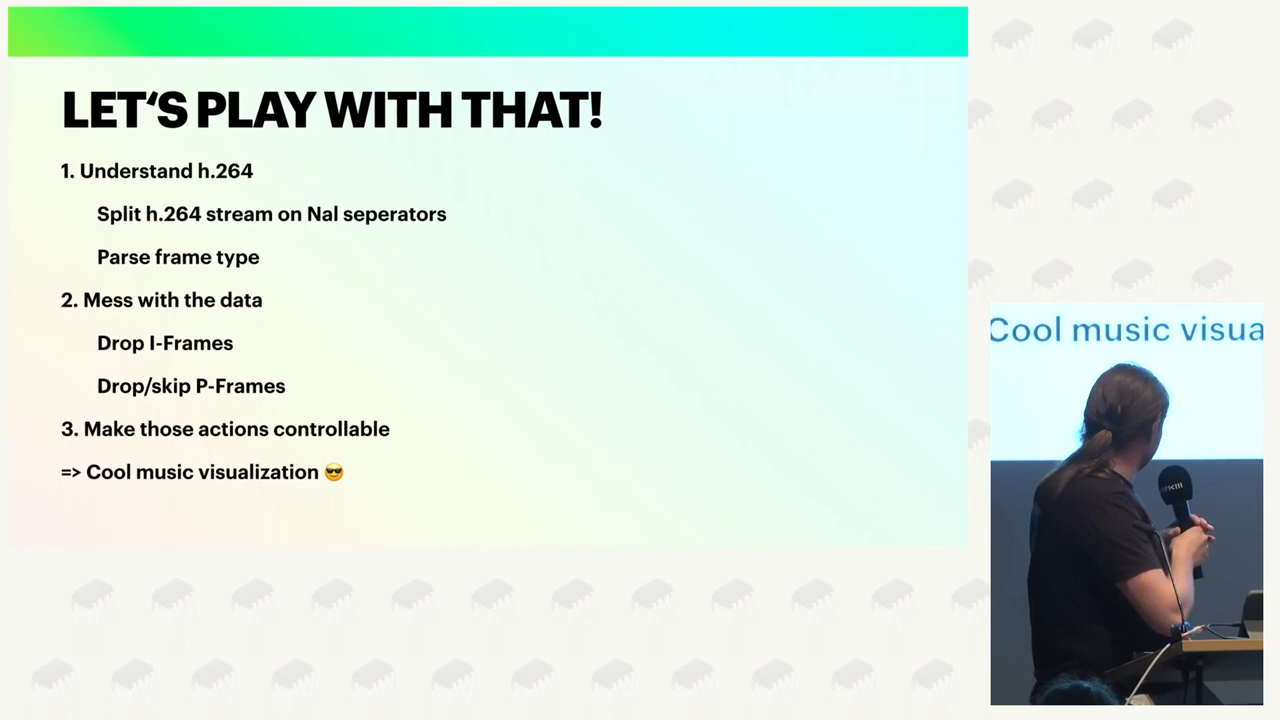 LET‘S PLAY WITH THAT!
1. Understand h.264
Split h.264 stream on Nal seperators
Parse frame type
2. Mess with the data
Drop I-Frames
Drop/skip P-Frames
3. Make those actions controllable
=> Cool music visualization 😎
Cool music visua